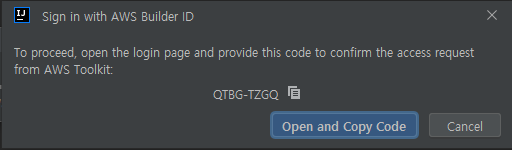 IJ
Sign in with AWS Builder ID
To proceed, open the login page and provide this code to confirm the access request
from AWS Toolkit:
QTBG-TZGQ
Open and Copy Code
Cancel